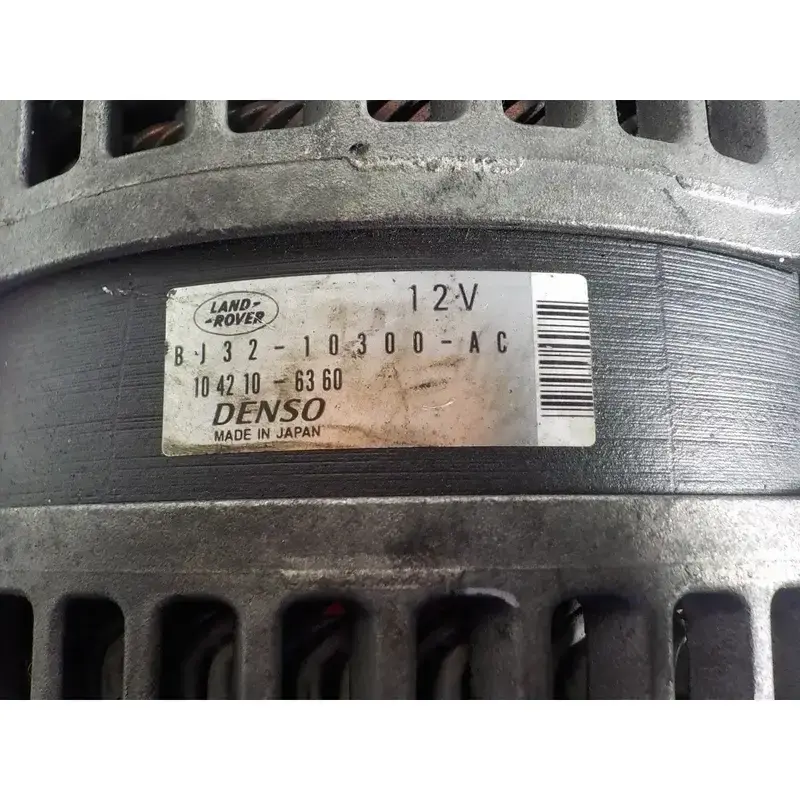 LAND-
-ROVER
12V
BJ32-10300-AC
104210-6360
DENSO
MADE IN JAPAN